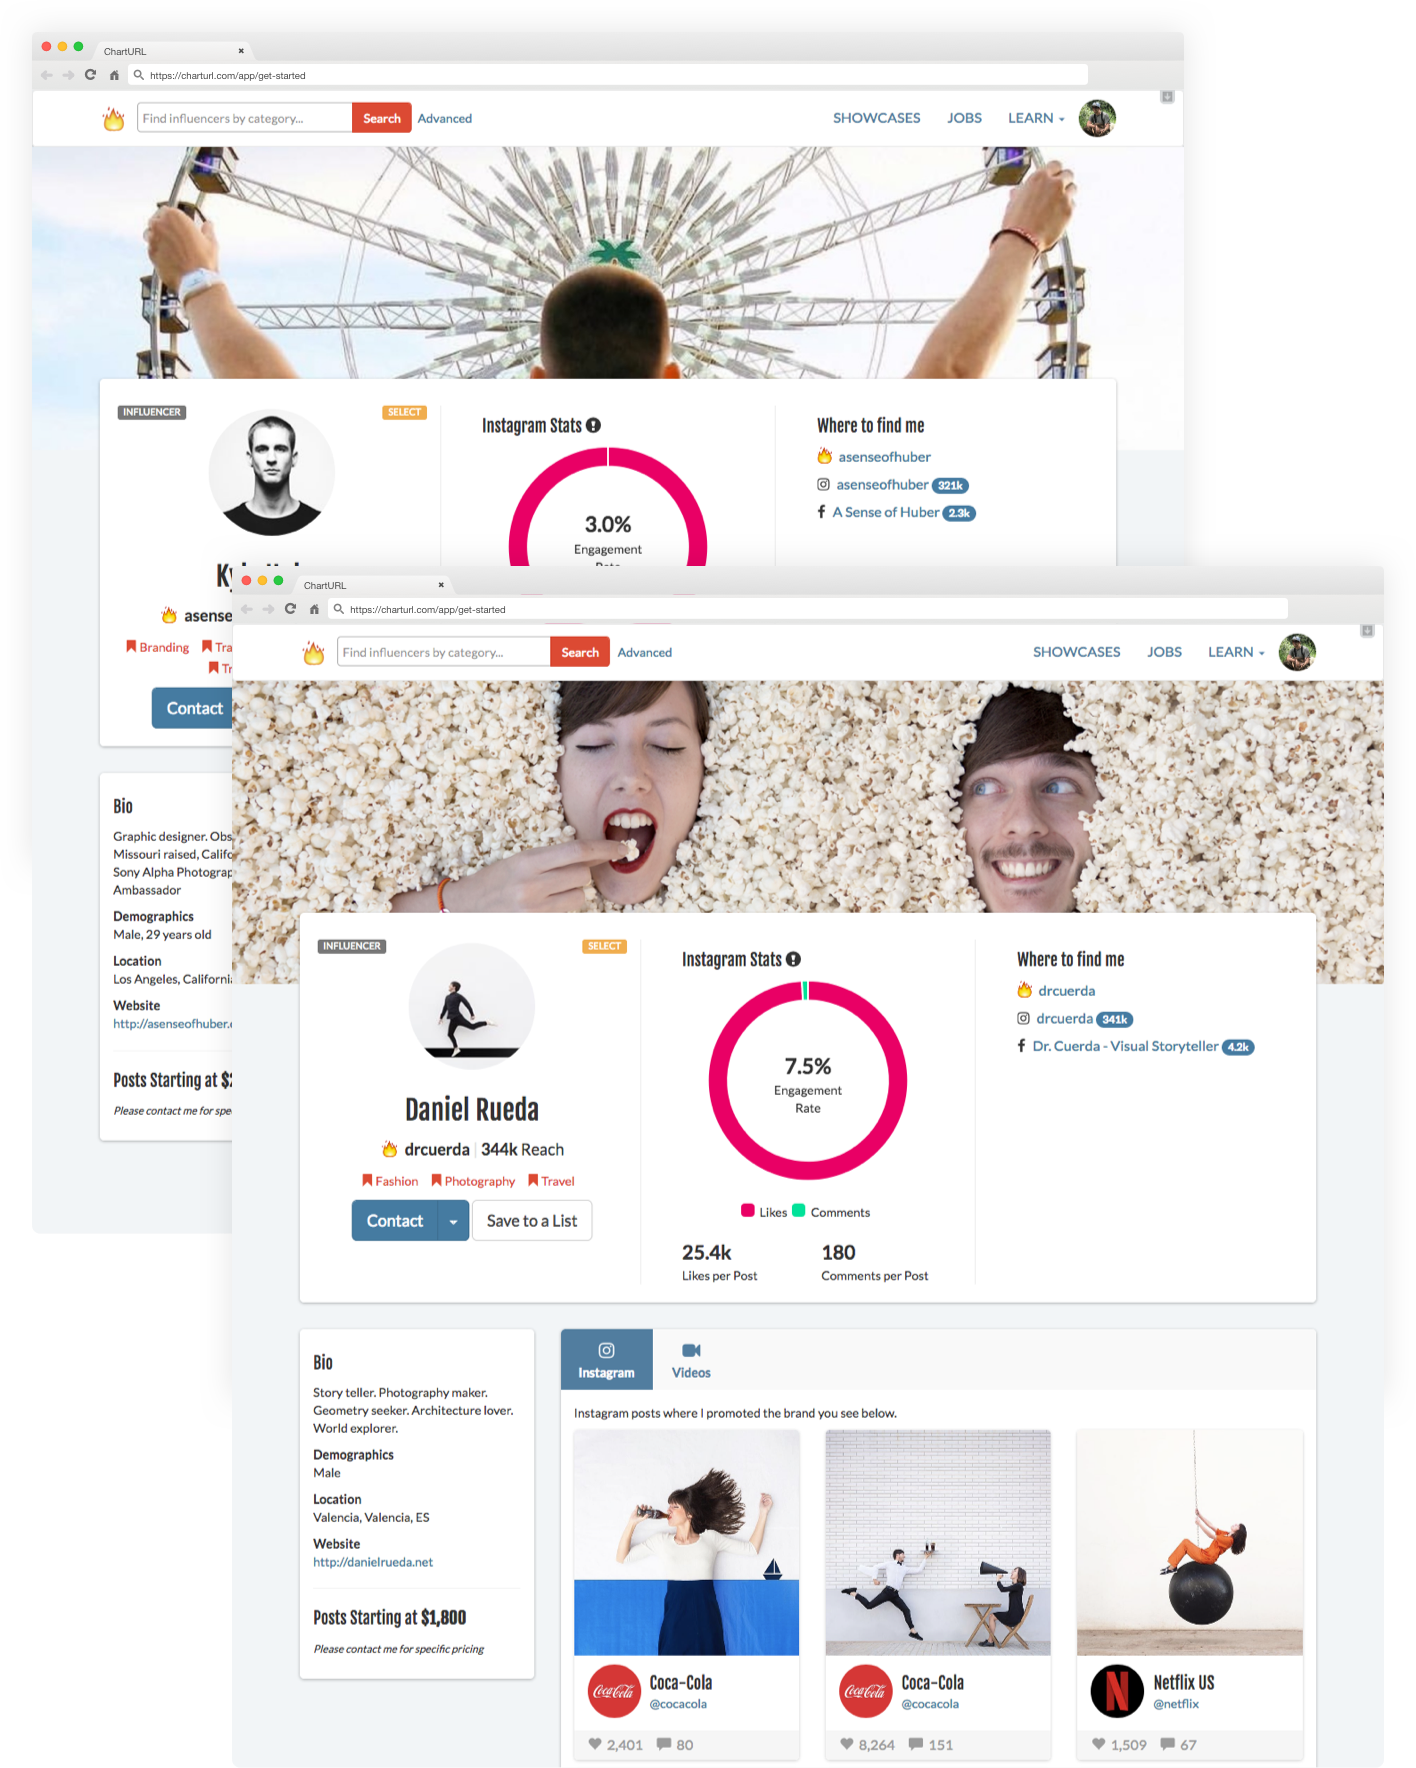 ChartURL
https://charturl.com/app/get-started
Find influencers by category...
Search
Advanced
SHOWCASES
JOBS
LEARN
INFLUENCER
SELECT
asense
Branding
Contact
Instagram Stats
3.0%
Engagement
Where to find me
asenseofhuber
asenseofhuber 321k
A Sense of Huber 2.3k
Bio
Graphic designer.
Missouri raised,
Sony Alpha
Ambassador
Demographics
Male, 29 years old
Location
Los Angeles, California
Website
http://asenseofhuber.
Posts Starting at
Please contact me for
ChartURL
https://charturl.com/app/get-started
Find influencers by category...
Search
Advanced
SHOWCASES
JOBS
LEARN
INFLUENCER
SELECT
Daniel Rueda
drcuerda | 344k Reach
Fashion Photography Travel
Contact
Save to a List
Instagram Stats
7.5%
Engagement
Rate
Likes Comments
25.4k
Likes per Post
180
Comments per Post
Where to find me
drcuerda
drcuerda 341k
Dr. Cuerda - Visual Storyteller 4.2k
Bio
Story teller. Photography maker.
Geometry seeker. Architecture lover.
World explorer.
Demographics
Male
Location
Valencia, Valencia, ES
Website
http://danielrueda.net
Posts Starting at $1,800
Please contact me for specific pricing
Instagram
Videos
Instagram posts where I promoted the brand you see below.
Coca-Cola
Coca-Cola
@cocacola
2,401 80
Coca-Cola
Coca-Cola
@cocacola
8,264 151
N
Netflix US
@netflix
1,509 67